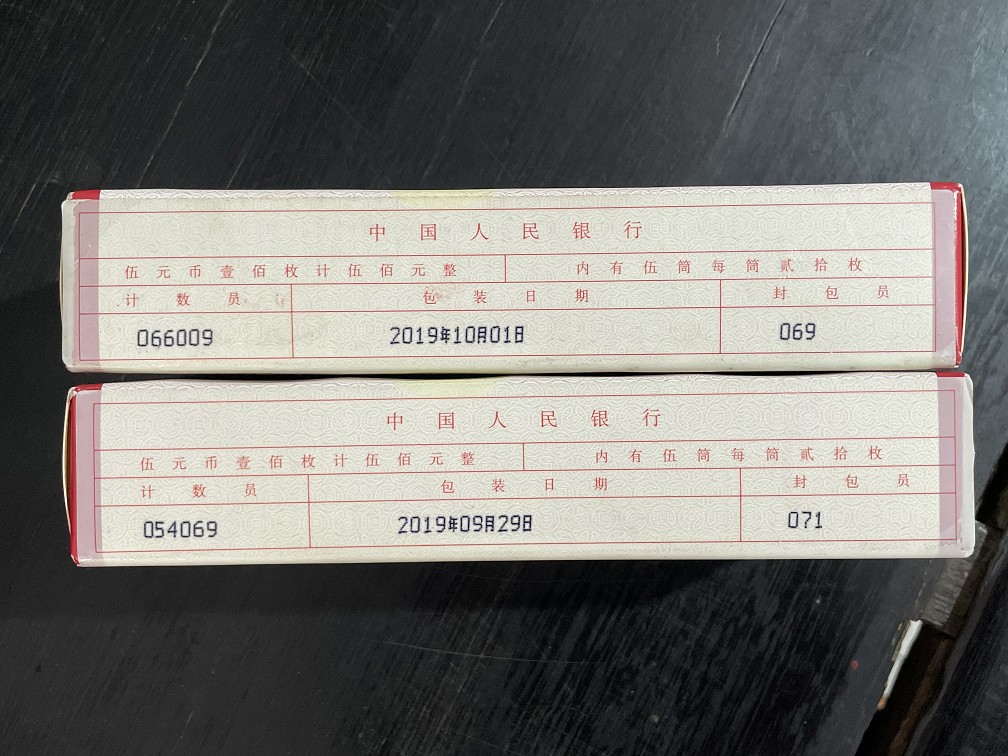 中国人民银行
伍元币壹佰枚计伍佰元整 内有伍筒每筒贰拾枚
计数员 包装日期 封包员
066009 2019年10月01日 069
中国人民银行
伍元币壹佰枚计伍佰元整 内有伍筒每筒贰拾枚
计数员 包装日期 封包员
054069 2019年09月29日 071